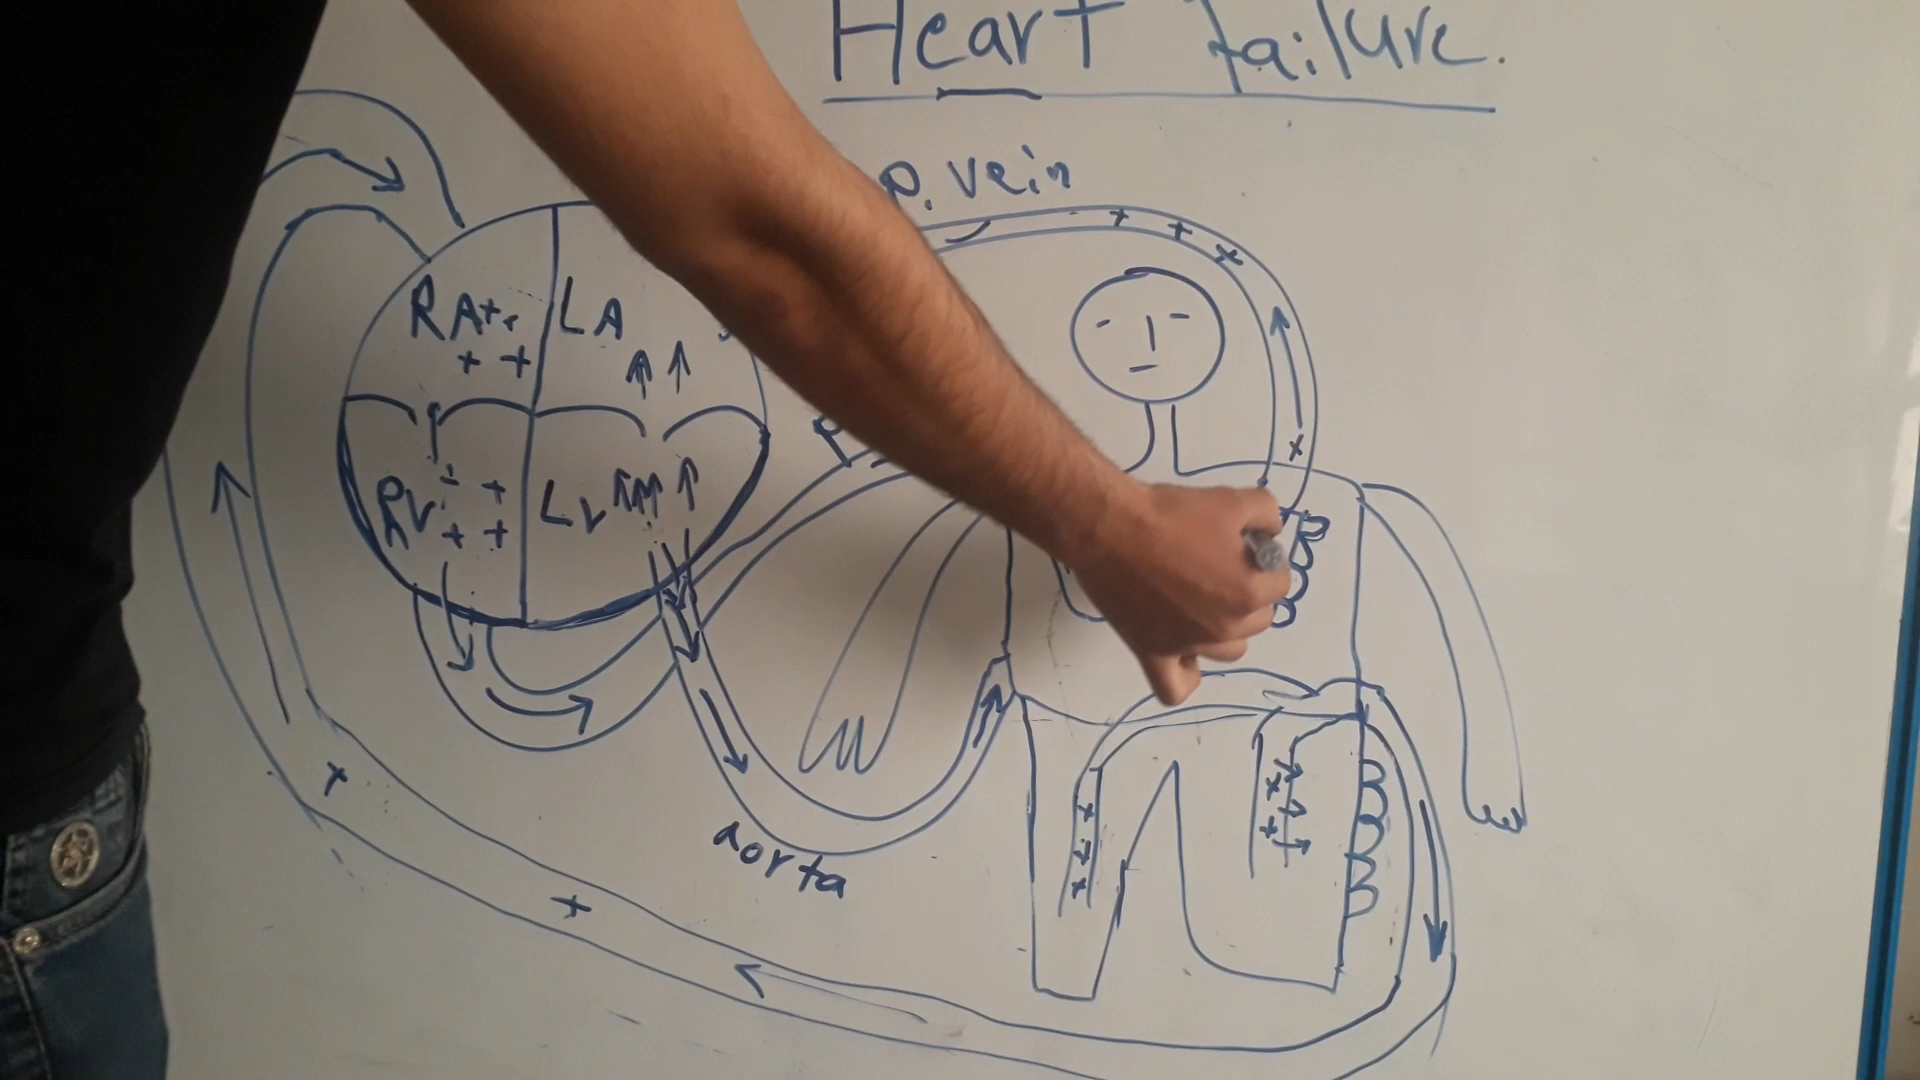 Heart failure.
p. vein
RA ++
++
LA
↑ ↑
RV + +
+ +
LV ↑↑↑ ↑
P
aorta